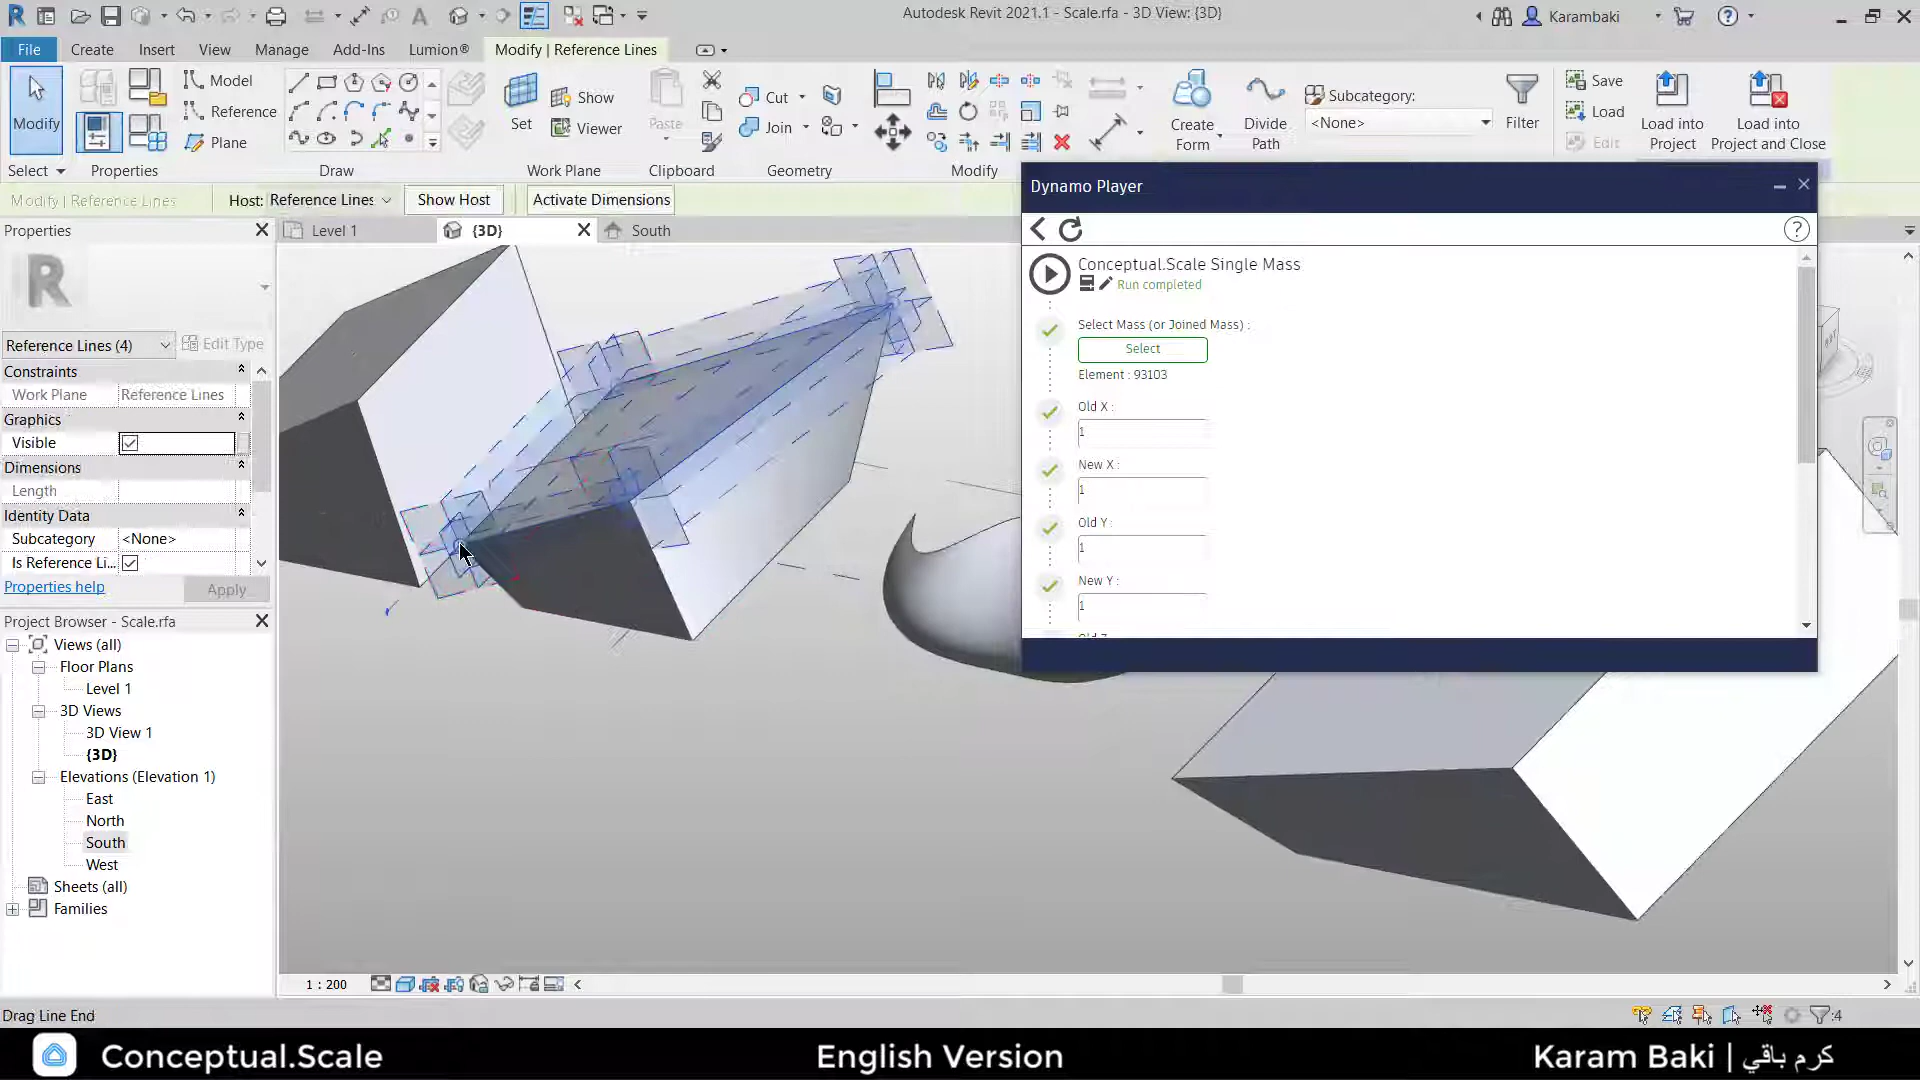 Autodesk Revit 2021.1 - Scale.rfa - 3D View: {3D}
Karambaki
File
Create
Insert
View
Manage
Add-Ins
Lumion®
Modify | Reference Lines
Modify
Model
Reference
Plane
Set
Show
Viewer
Paste
Cut
Join
Create
Form
Divide
Path
Subcategory:
<None>
Filter
Save
Load
Edit
Load into
Project
Load into
Project and Close
Select
Properties
Draw
Work Plane
Clipboard
Geometry
Modify
Modify | Reference Lines
Host: Reference Lines
Show Host
Activate Dimensions
Properties
Level 1
{3D}
South
Reference Lines (4)
Edit Type
Constraints
Work Plane
Reference Lines
Graphics
Visible
Dimensions
Length
Identity Data
Subcategory
<None>
Is Reference Li...
Properties help
Apply
Project Browser - Scale.rfa
Views (all)
Floor Plans
Level 1
3D Views
3D View 1
{3D}
Elevations (Elevation 1)
East
North
South
West
Sheets (all)
Families
Dynamo Player
Conceptual.Scale Single Mass
Run completed
Select Mass (or Joined Mass) :
Select
Element : 93103
Old X :
1
New X :
1
Old Y :
1
New Y :
1
1 : 200
Drag Line End
:4
Conceptual.Scale
English Version
Karam Baki | كرم باقي